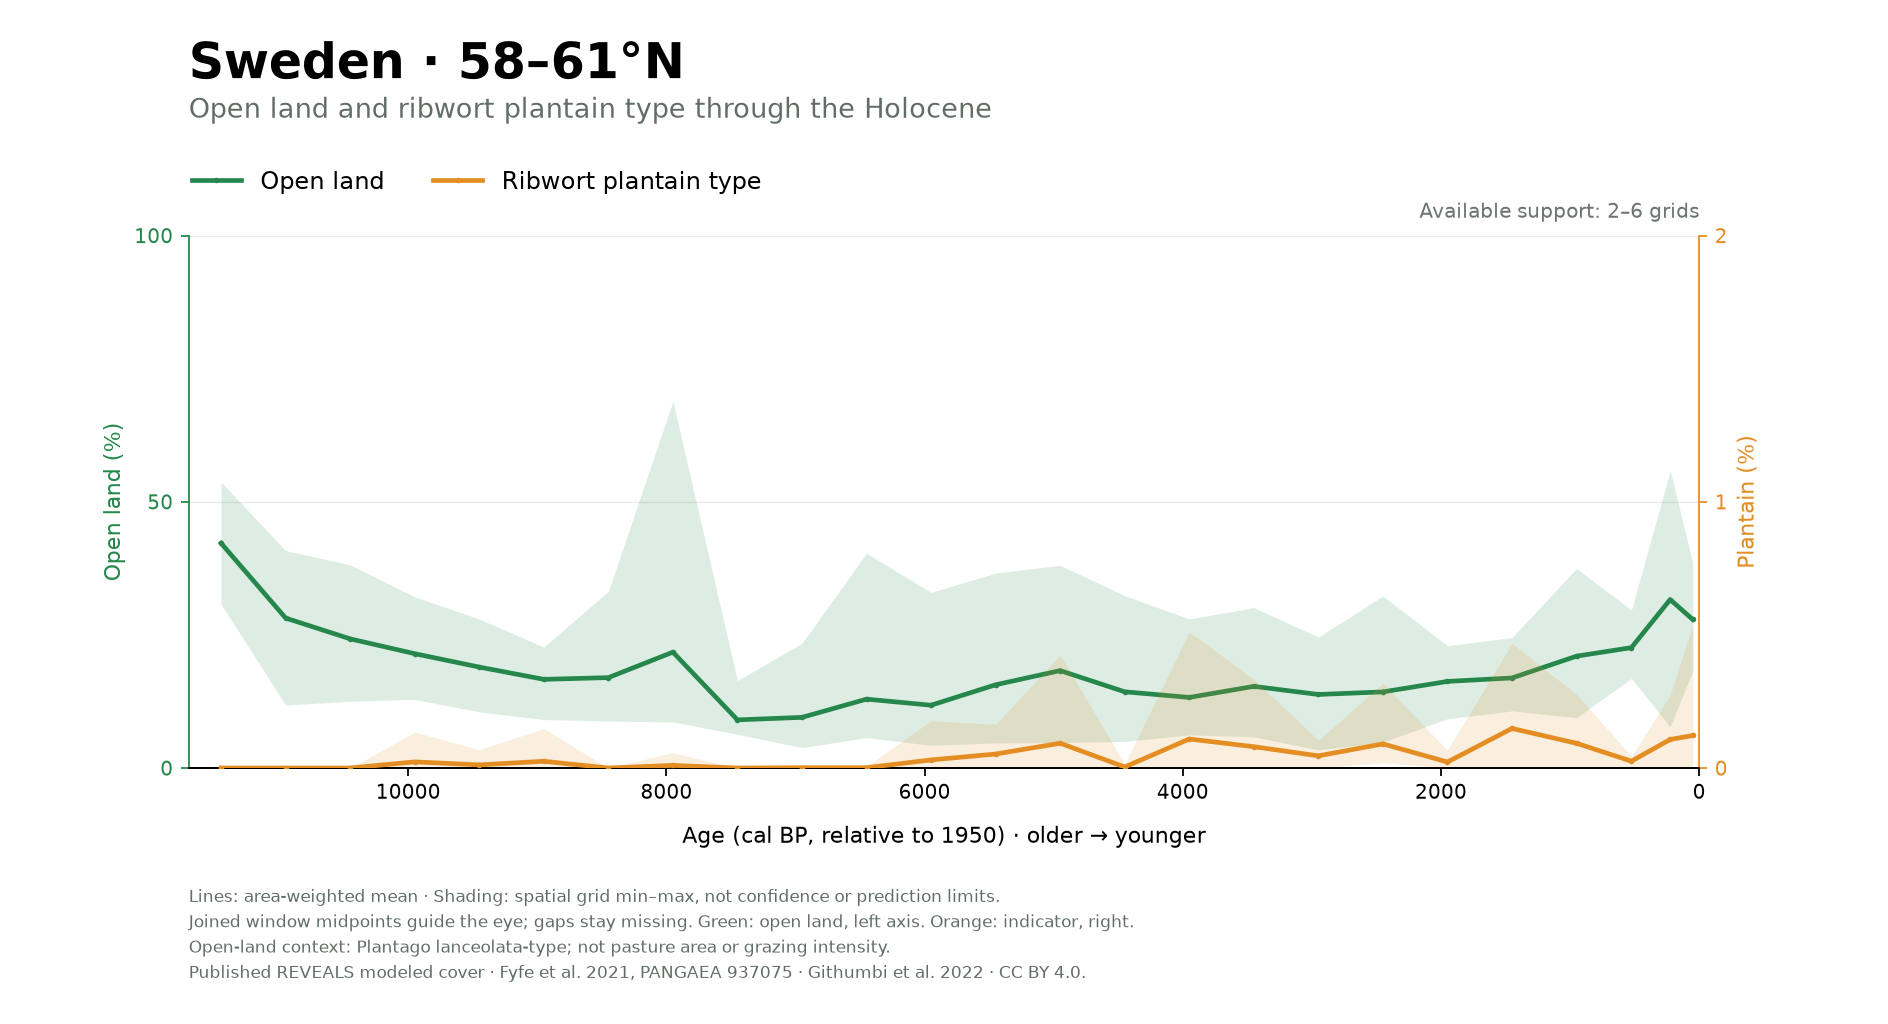 Sweden · 58–61°N
Open land and ribwort plantain type through the Holocene
Open land
Ribwort plantain type
Available support: 2–6 grids
100
50
0
Open land (%)
2
1
0
Plantain (%)
10000
8000
6000
4000
2000
0
Age (cal BP, relative to 1950) · older → younger
Lines: area-weighted mean · Shading: spatial grid min–max, not confidence or prediction limits.
Joined window midpoints guide the eye; gaps stay missing. Green: open land, left axis. Orange: indicator, right.
Open-land context: Plantago lanceolata-type; not pasture area or grazing intensity.
Published REVEALS modeled cover · Fyfe et al. 2021, PANGAEA 937075 · Githumbi et al. 2022 · CC BY 4.0.